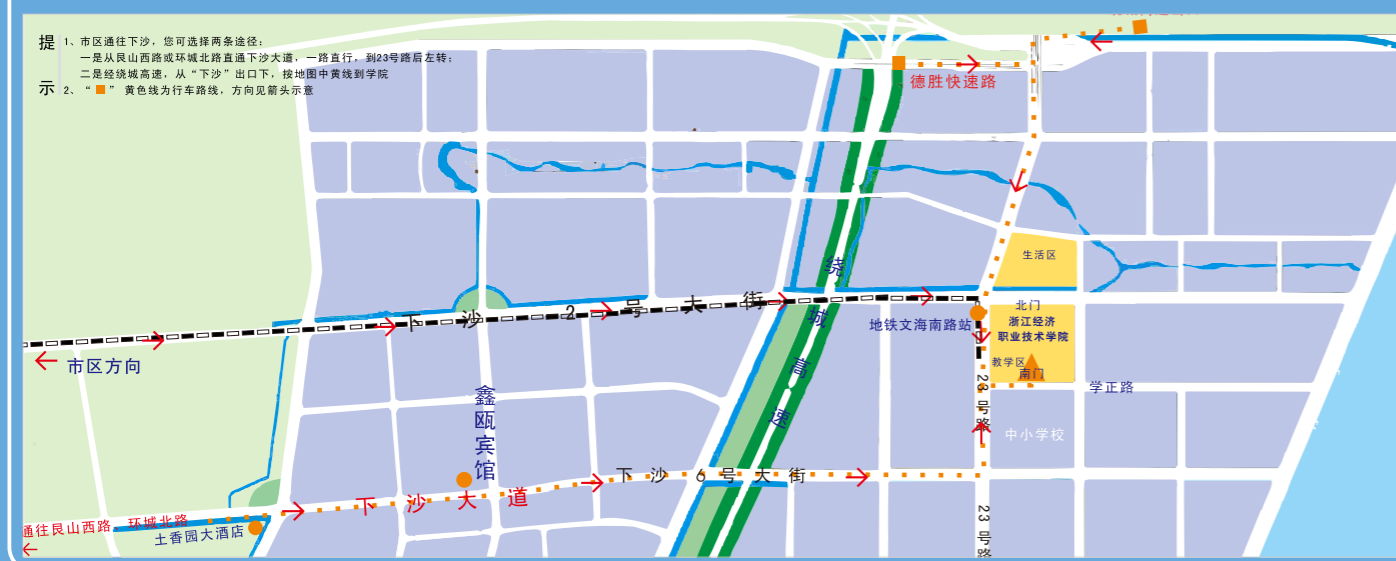 提示
1、市区通往下沙，您可选择两条途径：
一是从艮山西路或环城北路直通下沙大道，一路直行，到23号路后左转；
二是经绕城高速，从“下沙”出口下，按地图中黄线到学院
2、“ ”黄色线为行车路线，方向见箭头示意
德胜快速路
生活区
绕城高速
下沙2号大街
北门
地铁文海南路站
浙江经济
职业技术学院
市区方向
教学区
南门
学正路
23号路
鑫瓯宾馆
中小学校
下沙6号大街
下沙大道
23号路
通往艮山西路、环城北路
土香园大酒店